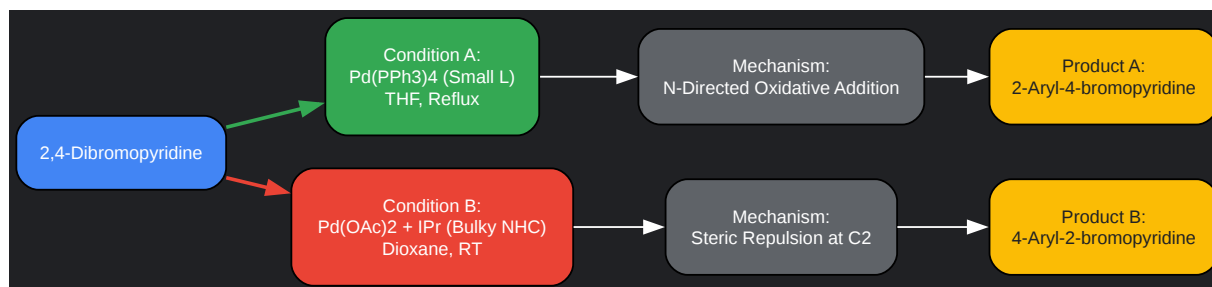 2,4-Dibromopyridine
Condition A:
Pd(PPh3)4 (Small L)
THF, Reflux
Mechanism:
N-Directed Oxidative Addition
Product A:
2-Aryl-4-bromopyridine
Condition B:
Pd(OAc)2 + IPr (Bulky NHC)
Dioxane, RT
Mechanism:
Steric Repulsion at C2
Product B:
4-Aryl-2-bromopyridine